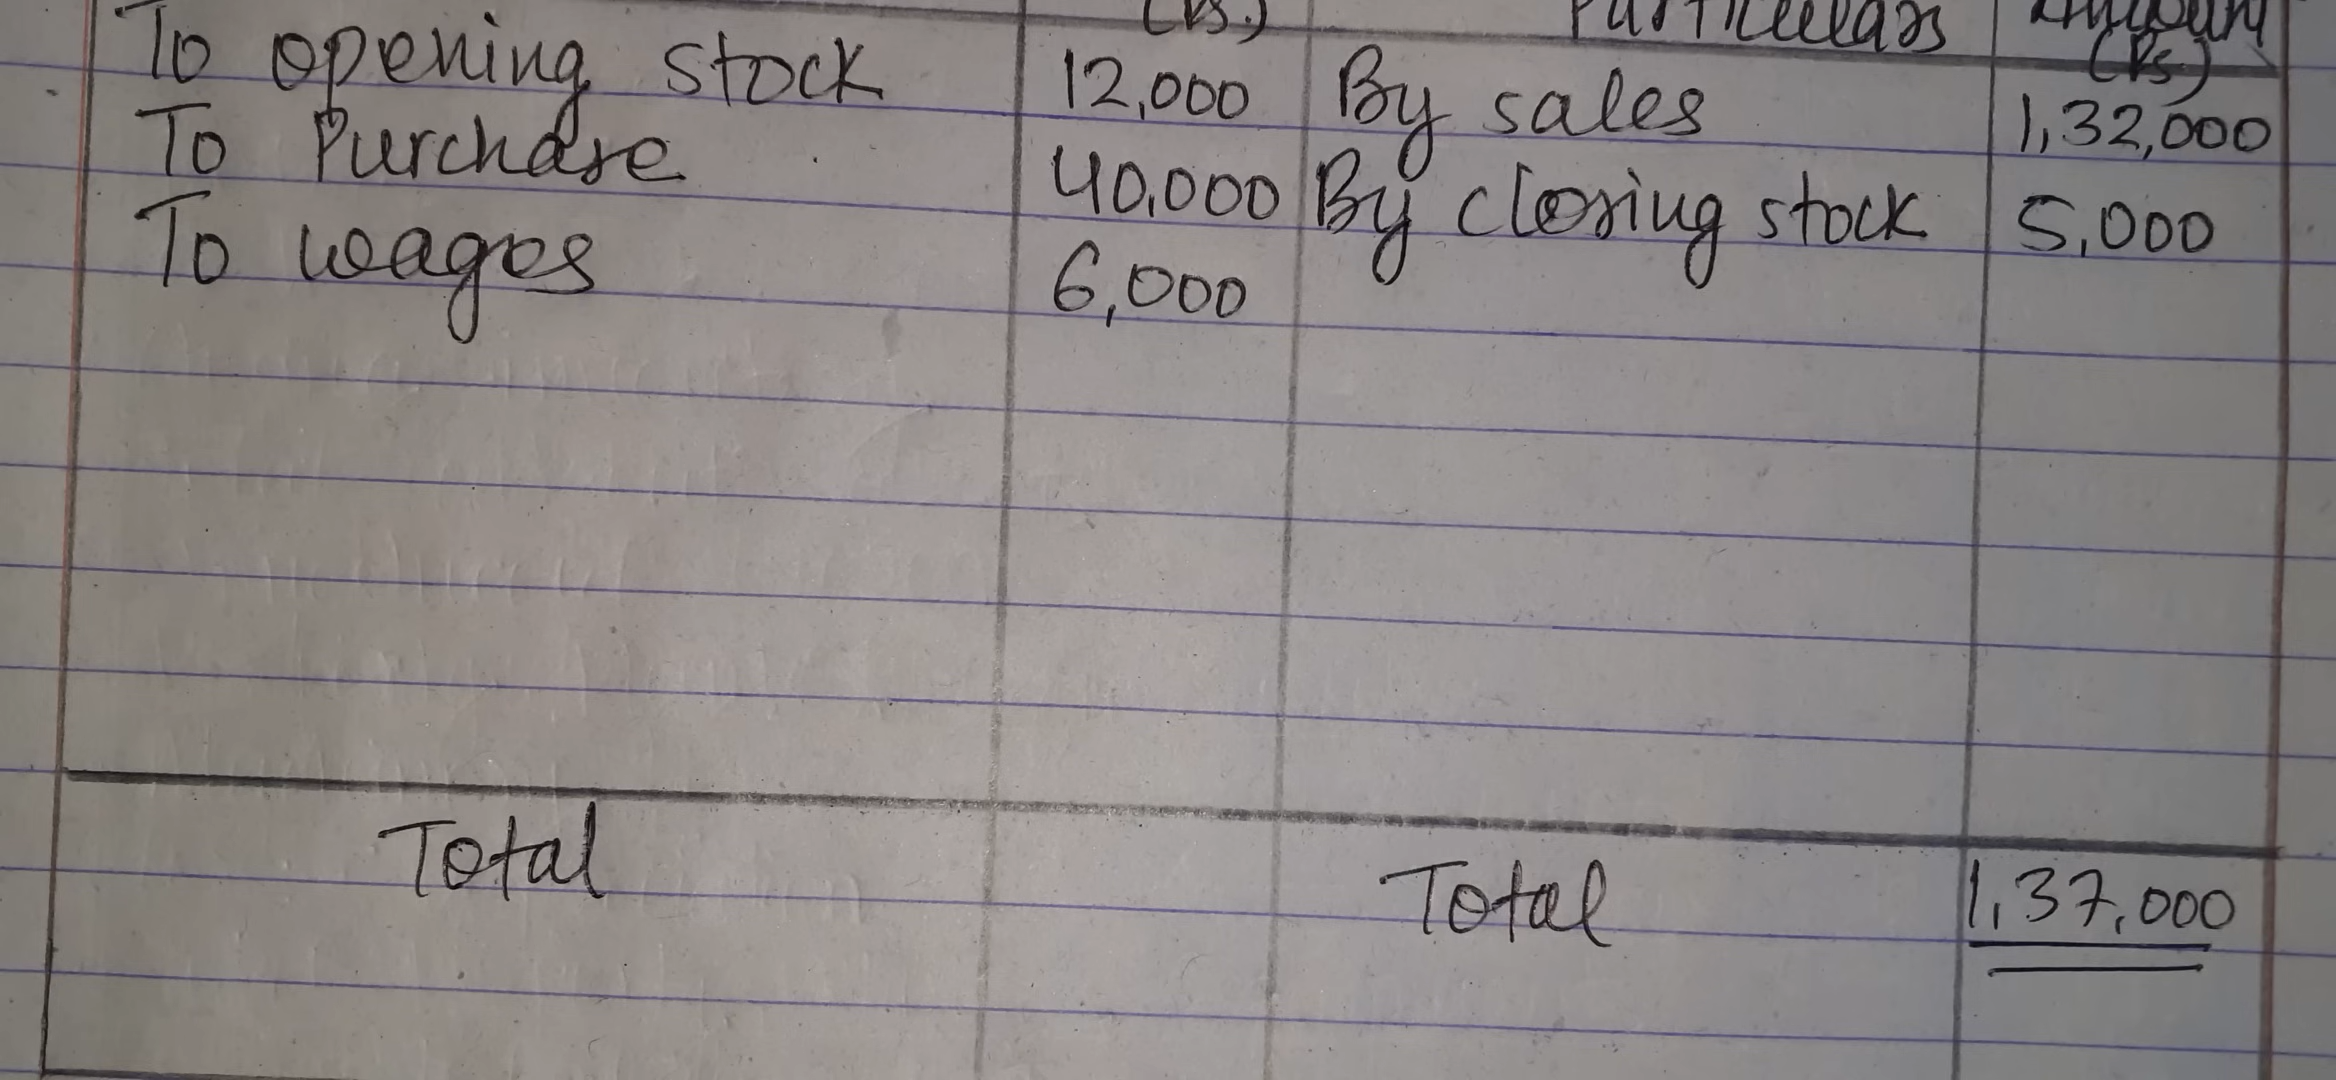 (Rs.) Particulars Amount
(Rs.)
To opening stock 12,000 By sales 1,32,000
To Purchase 40,000 By closing stock 5,000
To wages 6,000
Total Total 1,37,000